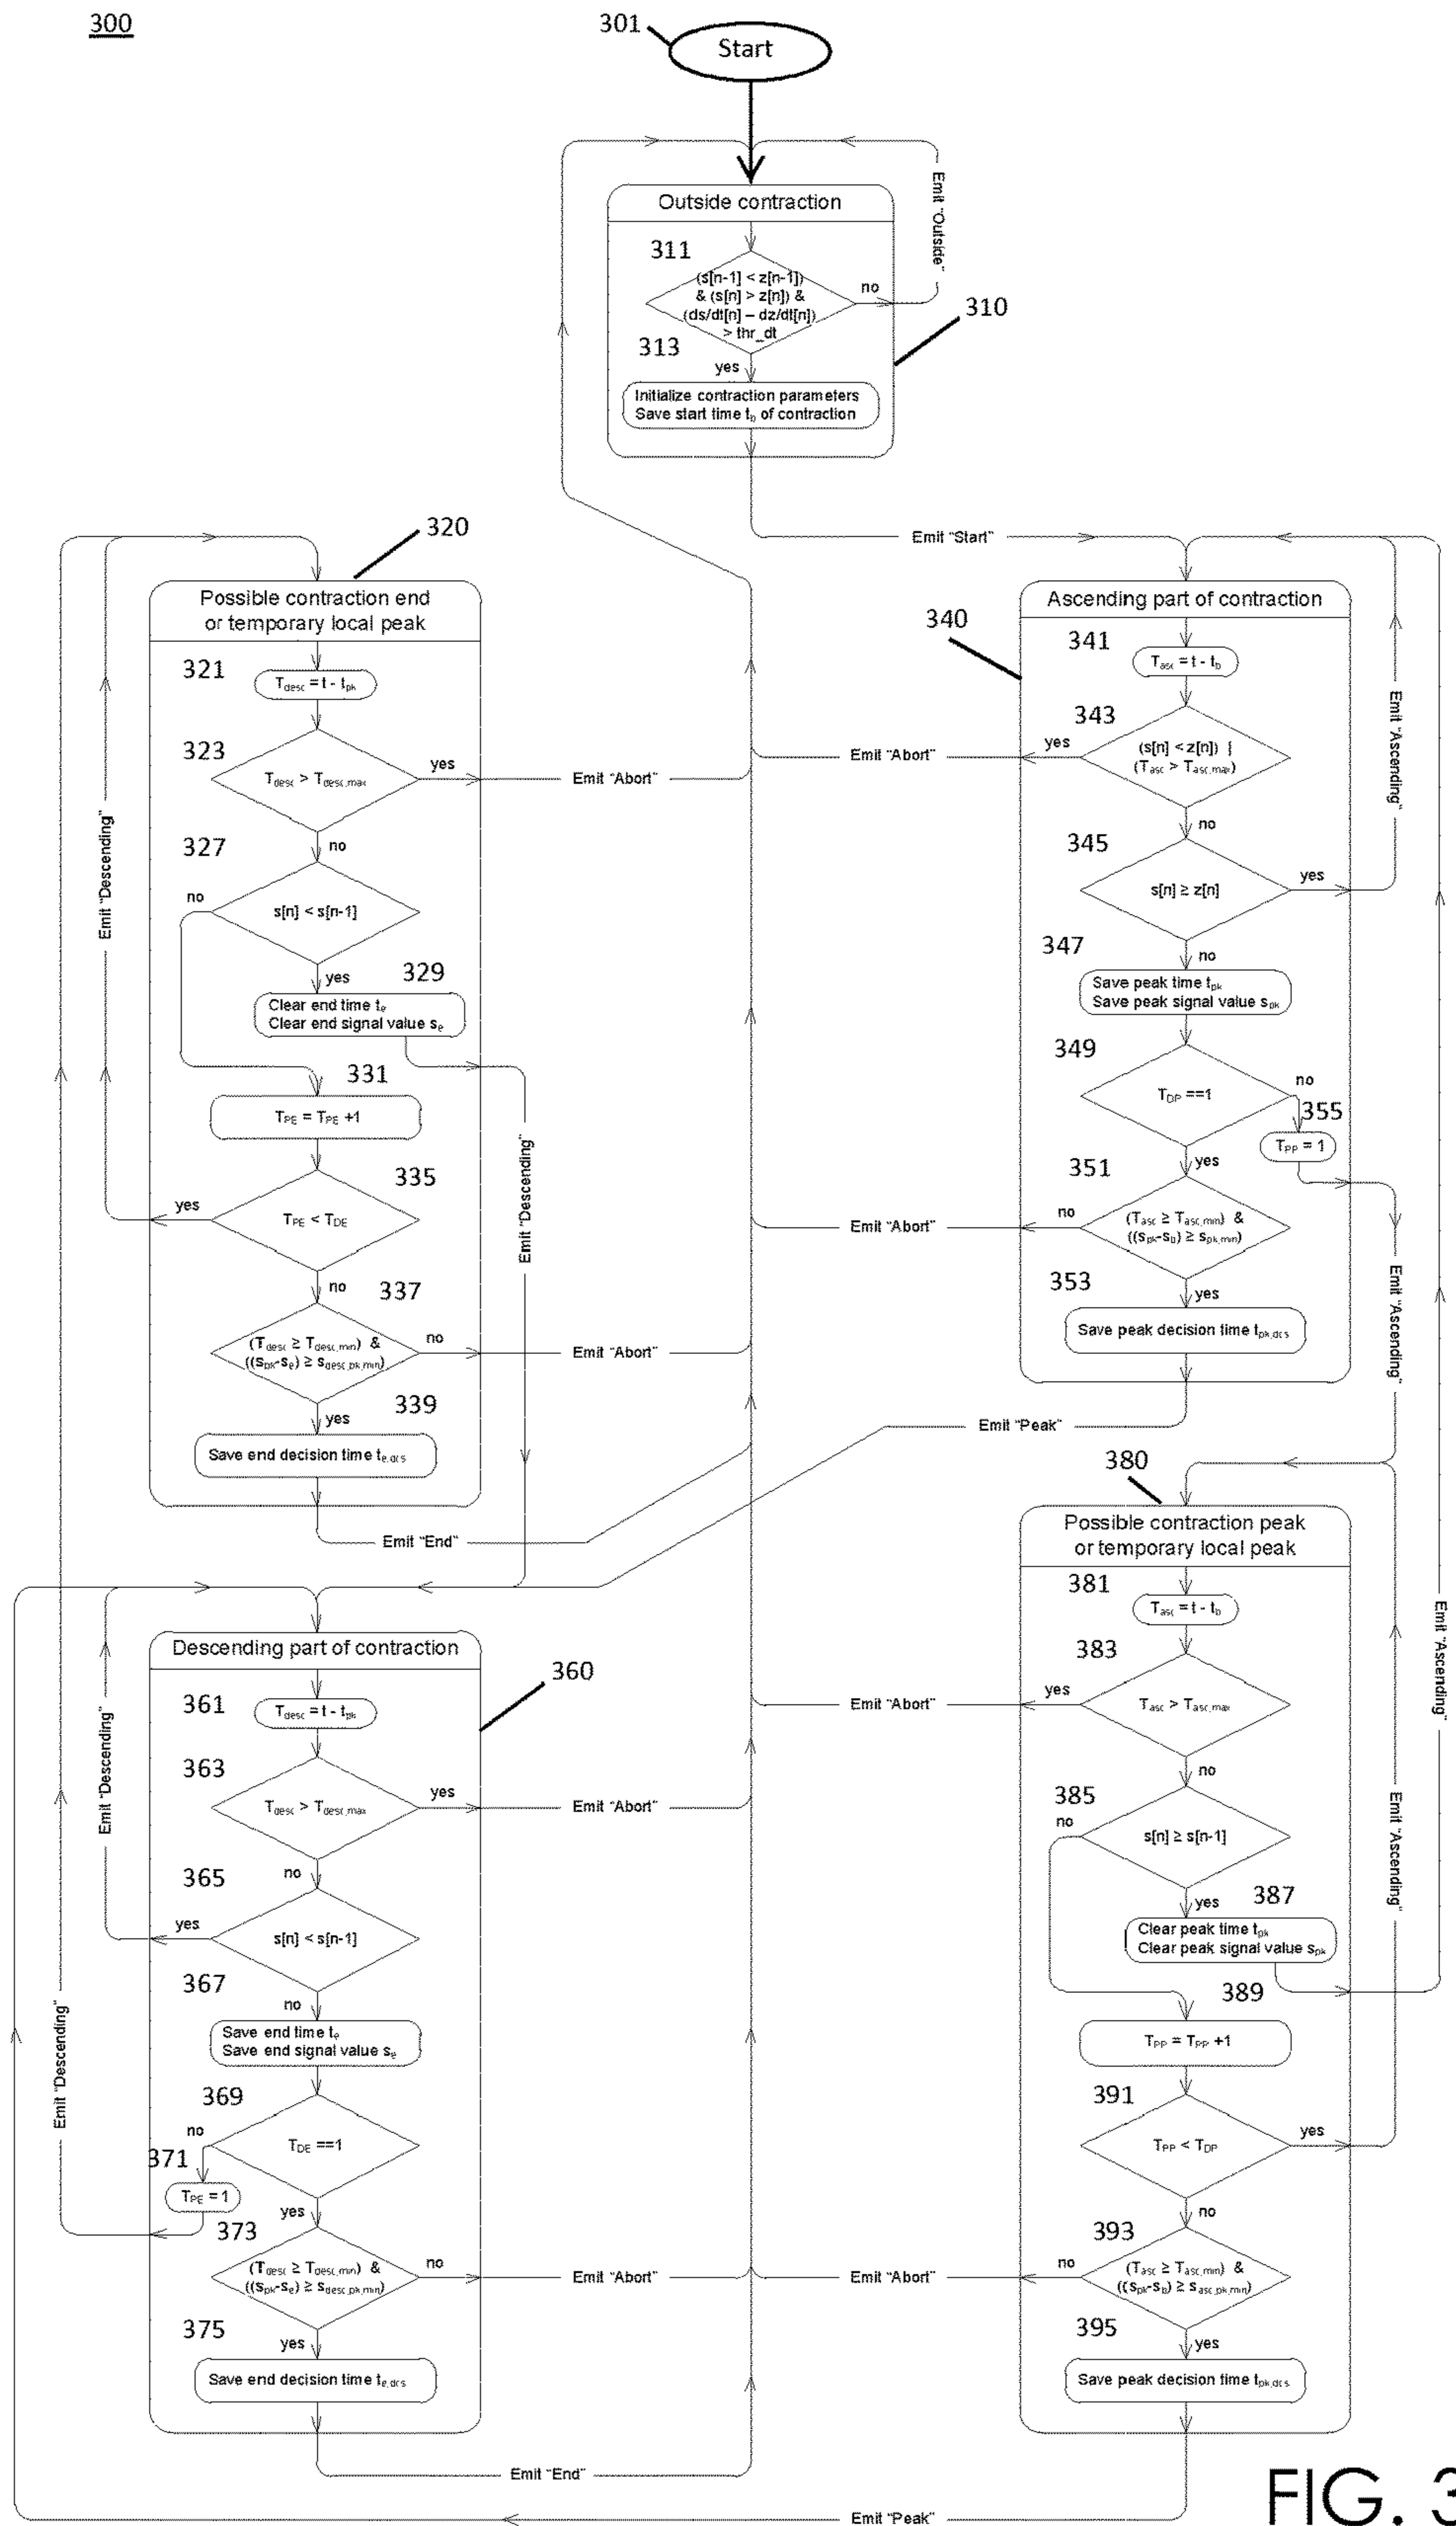 300
301
Start
Emit "Outside"
Outside contraction
311
(s[n-1] < z[n-1])
& (s[n] > z[n]) &
(ds/dt[n] – dz/dt[n])
> thr_dt
no
310
313
yes
Initialize contraction parameters
Save start time tb of contraction
Emit "Start"
320
Possible contraction end
or temporary local peak
321
Tdesc = t - tpk
323
Tdesc > Tdesc,max
yes
Emit "Abort"
no
327
s[n] < s[n-1]
no
yes
329
Clear end time te
Clear end signal value se
331
TPE = TPE +1
335
TPE < TDE
yes
Emit "Descending"
Emit "Descending"
no
337
(Tdesc ≥ Tdesc,min) &
((spk-se) ≥ sdesc,pk,min)
no
Emit "Abort"
339
yes
Save end decision time te,dcs
Emit "End"
340
Ascending part of contraction
341
Tasc = t - tb
343
(s[n] < z[n]) |
(Tasc > Tasc,max)
yes
Emit "Abort"
no
345
s[n] ≥ z[n]
yes
Emit "Ascending"
347
no
Save peak time tpk
Save peak signal value spk
349
TDP ==1
no
355
TPP = 1
351
yes
(Tasc ≥ Tasc,min) &
((spk-sb) ≥ spk,min)
no
Emit "Abort"
353
yes
Save peak decision time tpk,dcs
Emit "Ascending"
Emit "Peak"
360
Descending part of contraction
361
Tdesc = t - tpk
363
Tdesc > Tdesc,max
yes
Emit "Abort"
no
365
s[n] < s[n-1]
yes
Emit "Descending"
367
no
Save end time te
Save end signal value se
369
TDE ==1
no
371
TPE = 1
Emit "Descending"
yes
373
(Tdesc ≥ Tdesc,min) &
((spk-se) ≥ sdesc,pk,min)
no
Emit "Abort"
375
yes
Save end decision time te,dcs
Emit "End"
380
Possible contraction peak
or temporary local peak
381
Tasc = t - tb
383
Tasc > Tasc,max
yes
Emit "Abort"
no
385
s[n] ≥ s[n-1]
no
yes
387
Clear peak time tpk
Clear peak signal value spk
Emit "Ascending"
389
TPP = TPP +1
391
TPP < TDP
yes
Emit "Ascending"
no
393
(Tasc ≥ Tasc,min) &
((spk-sb) ≥ sasc,pk,min)
no
Emit "Abort"
395
yes
Save peak decision time tpk,dcs
Emit "Peak"
FIG. 3